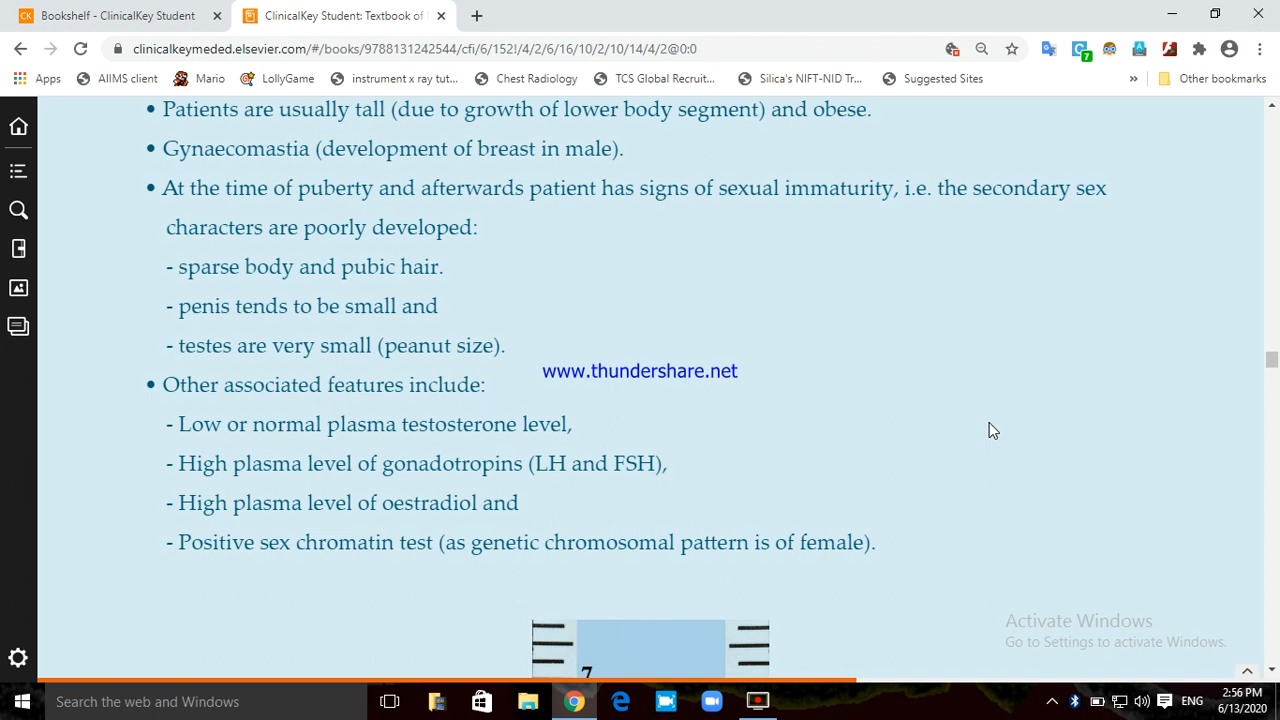 Bookshelf - ClinicalKey Student
ClinicalKey Student: Textbook of
clinicalkeymeded.elsevier.com/#/books/9788131242544/cfi/6/152!/4/2/6/16/10/2/10/14/4/2@0:0
7
Apps
AIIMS client
Mario
LollyGame
instrument x ray tut...
Chest Radiology
TCS Global Recruit...
Silica's NIFT-NID Tr...
Suggested Sites
»
Other bookmarks
• Patients are usually tall (due to growth of lower body segment) and obese.
• Gynaecomastia (development of breast in male).
• At the time of puberty and afterwards patient has signs of sexual immaturity, i.e. the secondary sex
characters are poorly developed:
- sparse body and pubic hair.
- penis tends to be small and
- testes are very small (peanut size).
www.thundershare.net
• Other associated features include:
- Low or normal plasma testosterone level,
- High plasma level of gonadotropins (LH and FSH),
- High plasma level of oestradiol and
- Positive sex chromatin test (as genetic chromosomal pattern is of female).
7
Activate Windows
Go to Settings to activate Windows.
Search the web and Windows
ENG
2:56 PM
6/13/2020